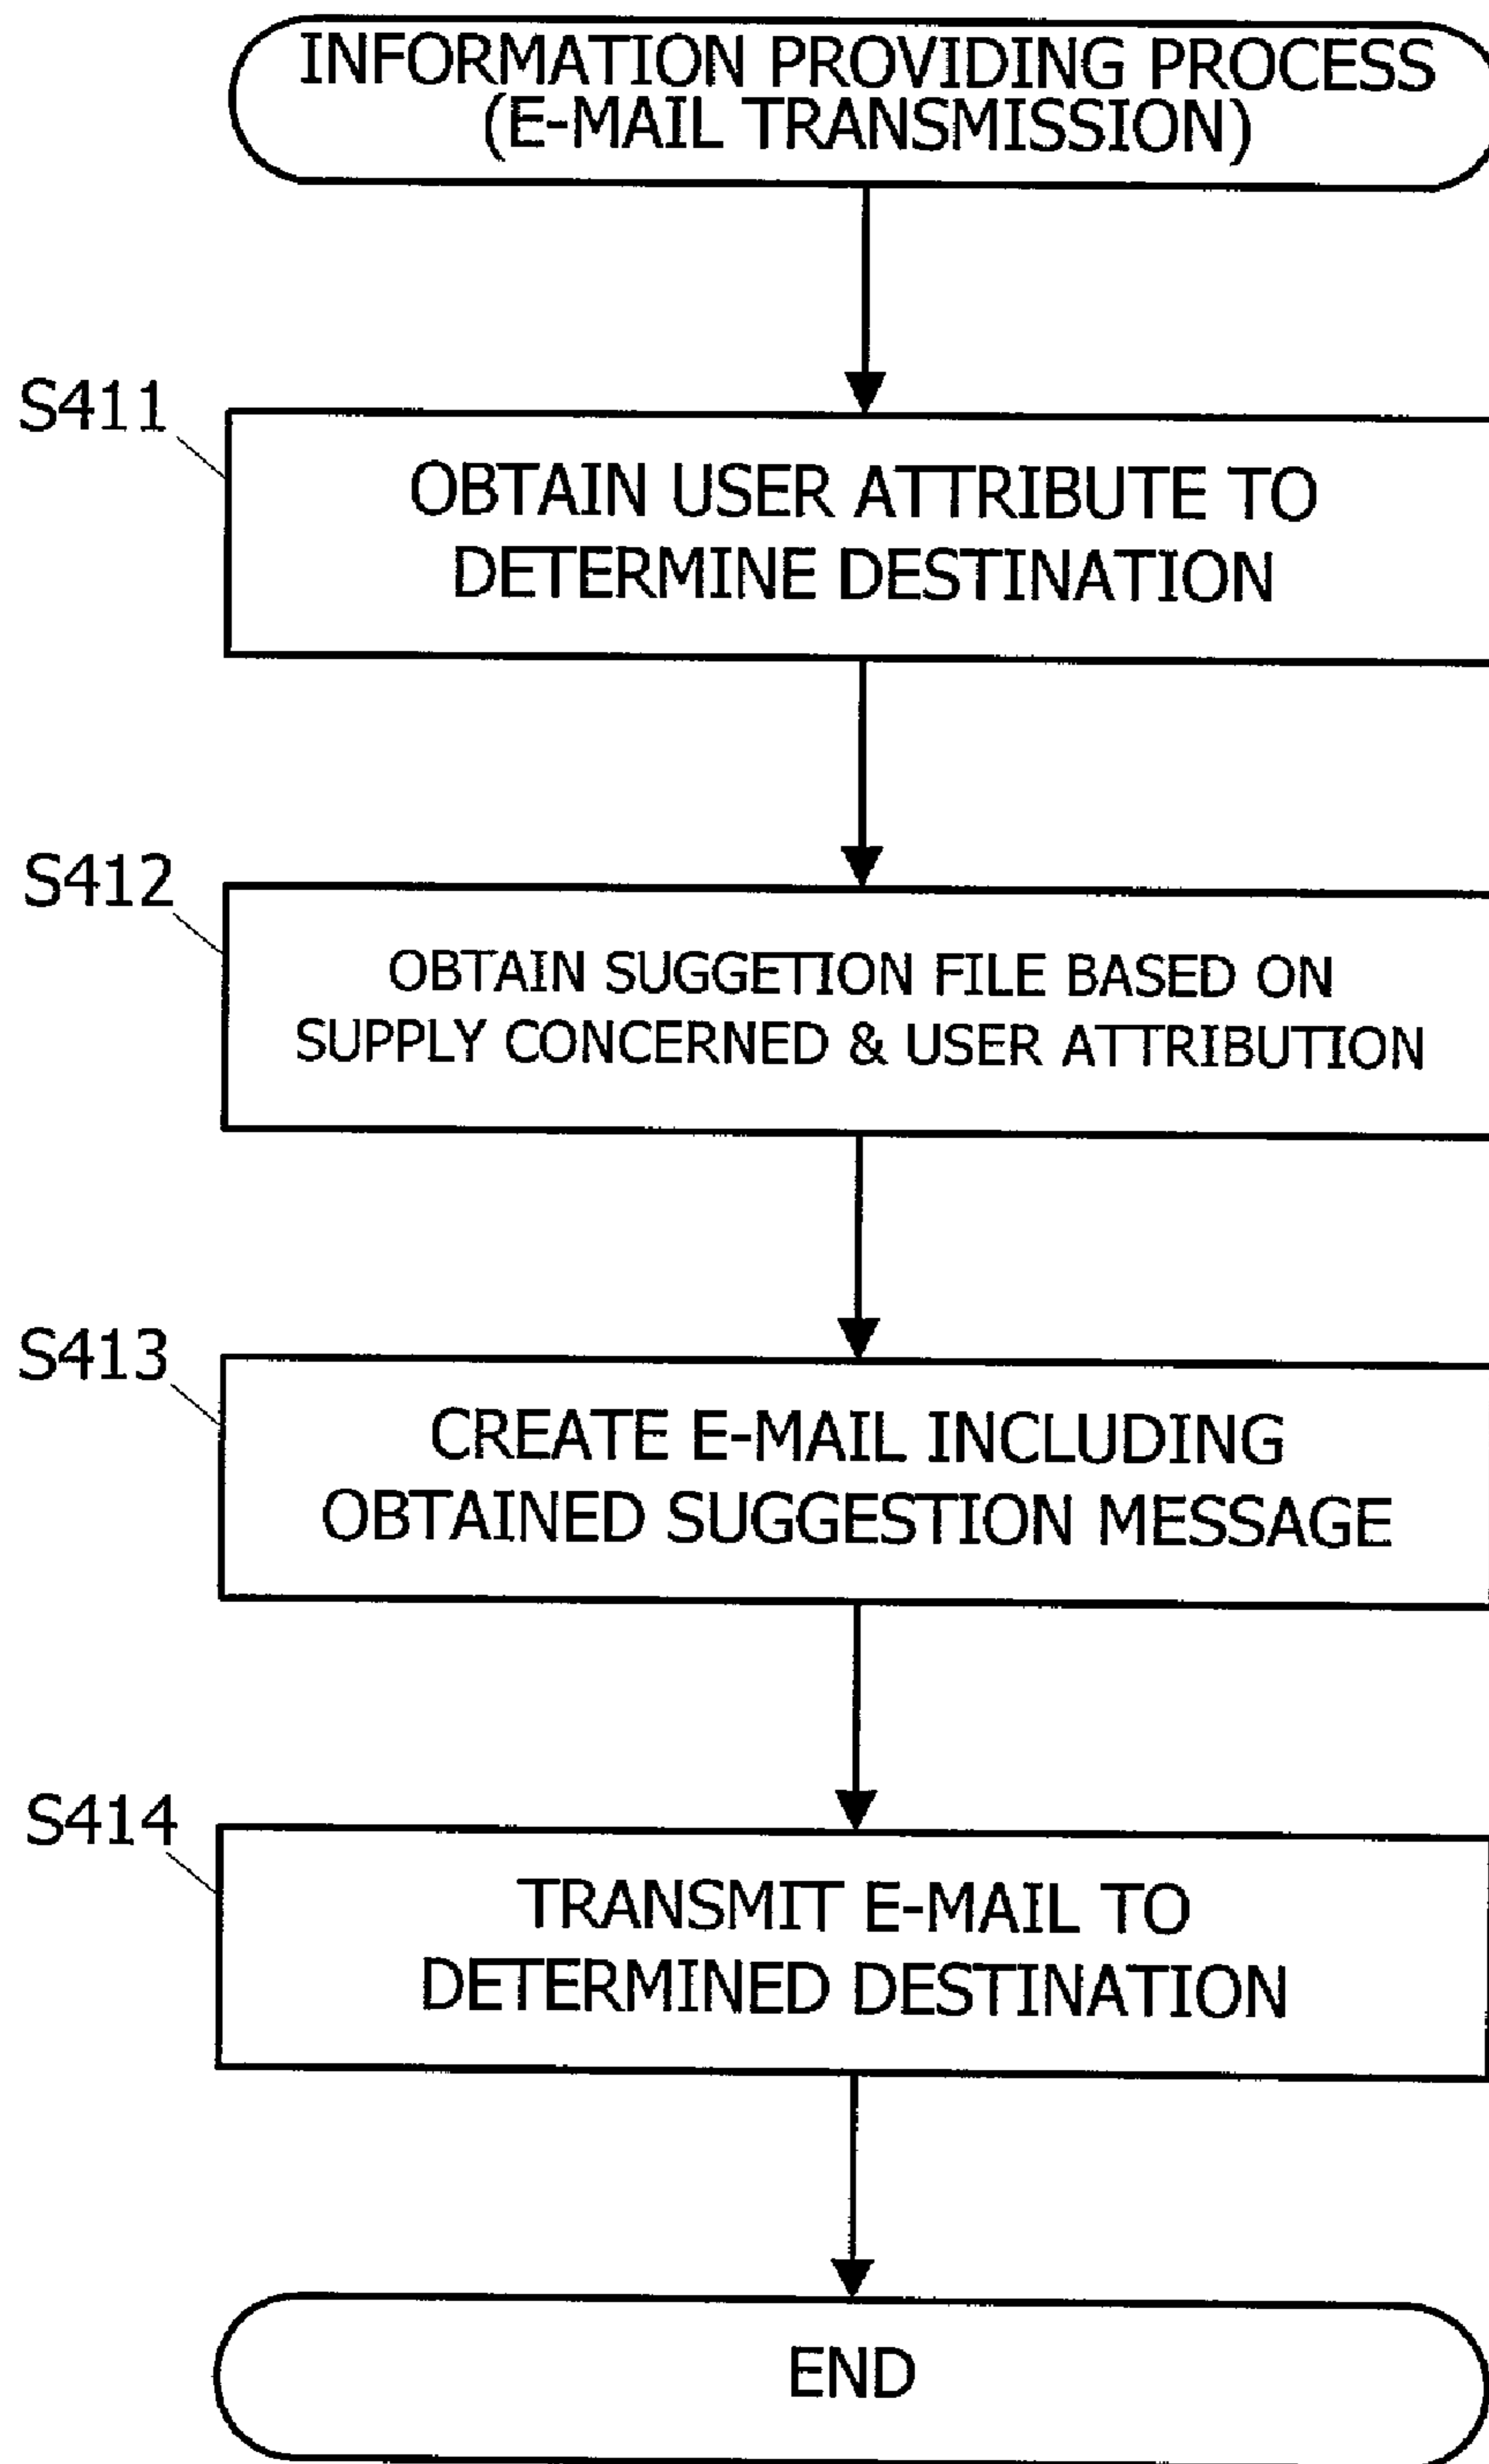 INFORMATION PROVIDING PROCESS
(E-MAIL TRANSMISSION)
S411
OBTAIN USER ATTRIBUTE TO
DETERMINE DESTINATION
S412
OBTAIN SUGGETION FILE BASED ON
SUPPLY CONCERNED & USER ATTRIBUTION
S413
CREATE E-MAIL INCLUDING
OBTAINED SUGGESTION MESSAGE
S414
TRANSMIT E-MAIL TO
DETERMINED DESTINATION
END